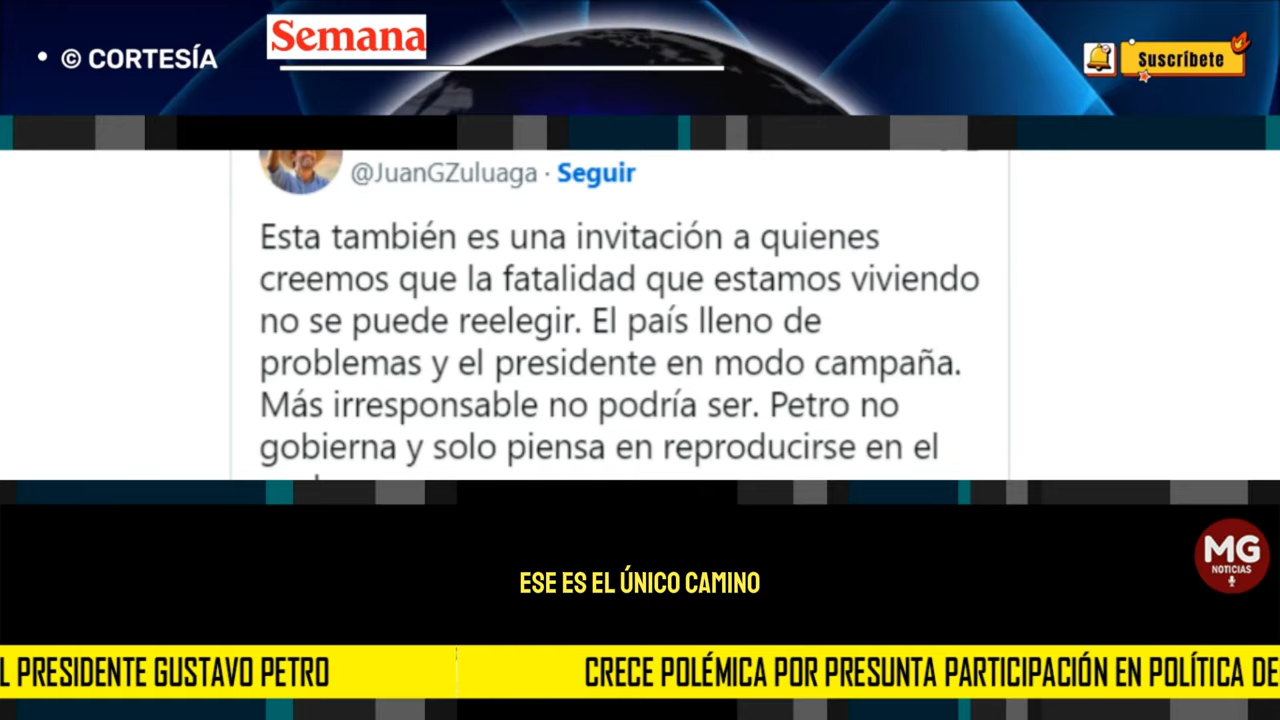 • © CORTESÍA
Semana
Suscríbete
@JuanGZuluaga · Seguir
Esta también es una invitación a quienes
creemos que la fatalidad que estamos viviendo
no se puede reelegir. El país lleno de
problemas y el presidente en modo campaña.
Más irresponsable no podría ser. Petro no
gobierna y solo piensa en reproducirse en el
MG
NOTICIAS
ESE ES EL ÚNICO CAMINO
L PRESIDENTE GUSTAVO PETRO
CRECE POLÉMICA POR PRESUNTA PARTICIPACIÓN EN POLÍTICA DE